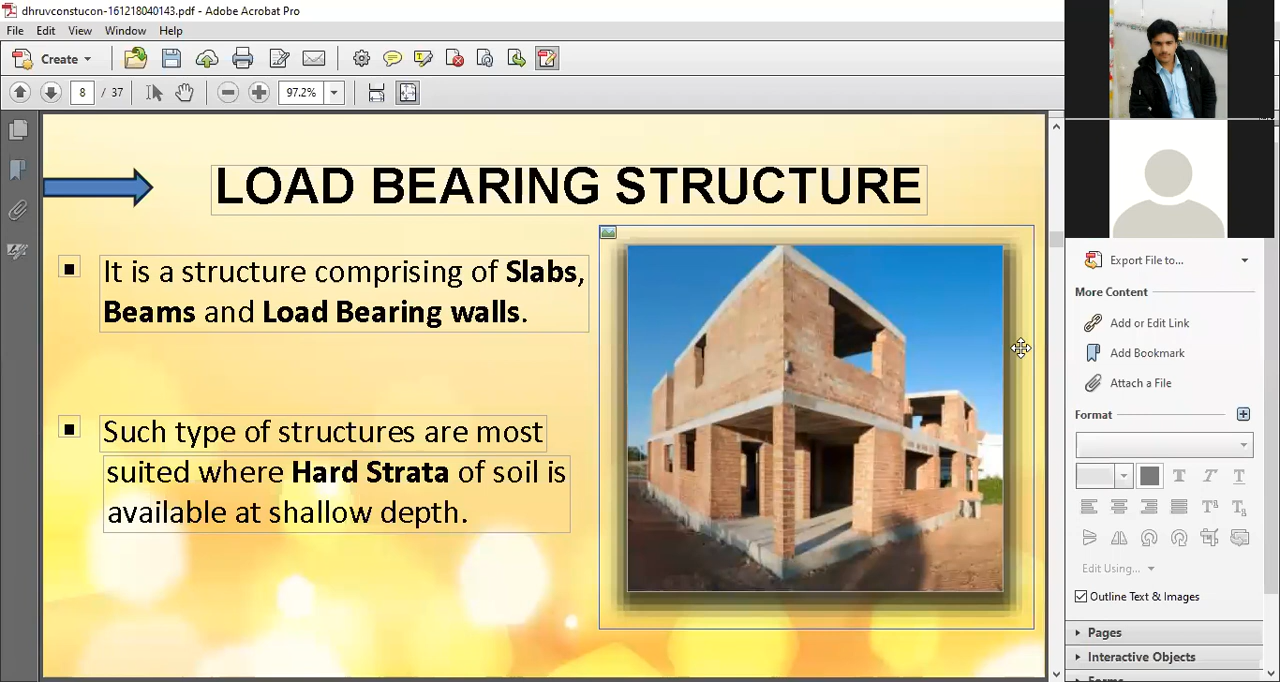 dhruvconstucon-161218040143.pdf - Adobe Acrobat Pro
File Edit View Window Help
Create
8 / 37
97.2%
LOAD BEARING STRUCTURE
It is a structure comprising of Slabs,
Beams and Load Bearing walls.
Such type of structures are most
suited where Hard Strata of soil is
available at shallow depth.
Export File to...
More Content
Add or Edit Link
Add Bookmark
Attach a File
Format
Edit Using...
Outline Text & Images
Pages
Interactive Objects